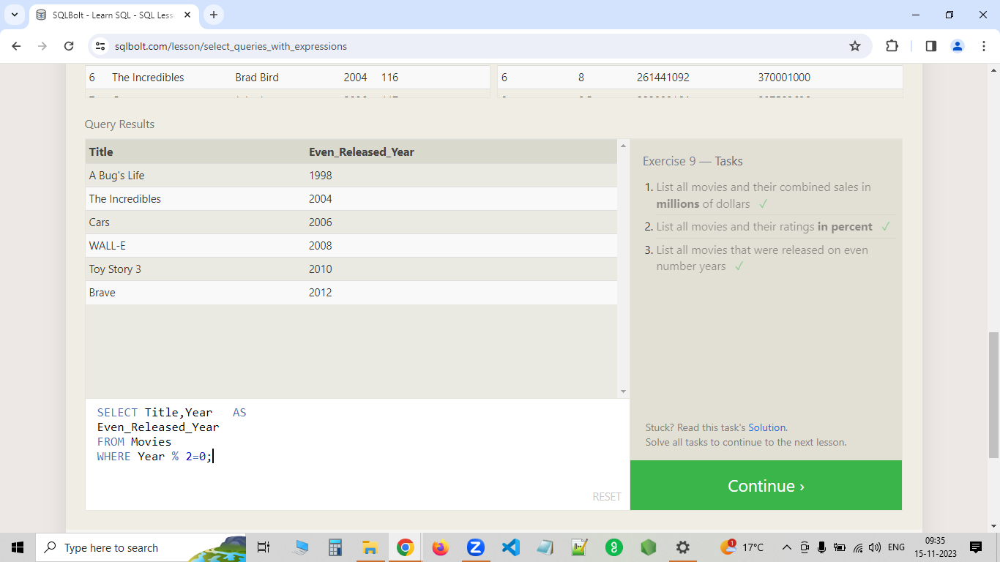 SQLBolt - Learn SQL - SQL Less
sqlbolt.com/lesson/select_queries_with_expressions
6 The Incredibles Brad Bird 2004 116
6 8 261441092 370001000
Query Results
Title Even_Released_Year
A Bug's Life 1998
The Incredibles 2004
Cars 2006
WALL-E 2008
Toy Story 3 2010
Brave 2012
Exercise 9 — Tasks
1. List all movies and their combined sales in
millions of dollars ✓
2. List all movies and their ratings in percent ✓
3. List all movies that were released on even
number years ✓
SELECT Title,Year   AS
Even_Released_Year
FROM Movies
WHERE Year % 2=0;
RESET
Stuck? Read this task's Solution.
Solve all tasks to continue to the next lesson.
Continue ›
Type here to search
1
17°C
ENG
09:35
15-11-2023